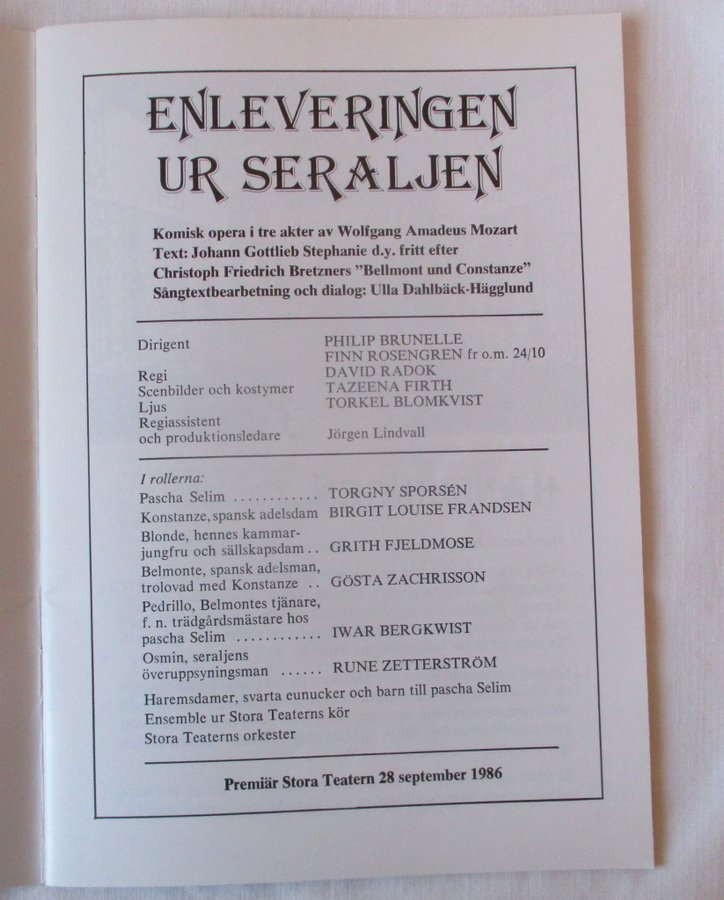 ENLEVERINGEN
UR SERALJEN
Komisk opera i tre akter av Wolfgang Amadeus Mozart
Text: Johann Gottlieb Stephanie d.y. fritt efter
Christoph Friedrich Bretzners ”Bellmont und Constanze”
Sångtextbearbetning och dialog: Ulla Dahlbäck-Hägglund
Dirigent PHILIP BRUNELLE
FINN ROSENGREN fr o.m. 24/10
Regi DAVID RADOK
Scenbilder och kostymer TAZEENA FIRTH
Ljus TORKEL BLOMKVIST
Regiassistent
och produktionsledare Jörgen Lindvall
I rollerna:
Pascha Selim ............ TORGNY SPORSÉN
Konstanze, spansk adelsdam BIRGIT LOUISE FRANDSEN
Blonde, hennes kammar-
jungfru och sällskapsdam .. GRITH FJELDMOSE
Belmonte, spansk adelsman,
trolovad med Konstanze .. GÖSTA ZACHRISSON
Pedrillo, Belmontes tjänare,
f. n. trädgårdsmästare hos
pascha Selim ............ IWAR BERGKWIST
Osmin, seraljens
överuppsyningsman ...... RUNE ZETTERSTRÖM
Haremsdamer, svarta eunucker och barn till pascha Selim
Ensemble ur Stora Teaterns kör
Stora Teaterns orkester
Premiär Stora Teatern 28 september 1986